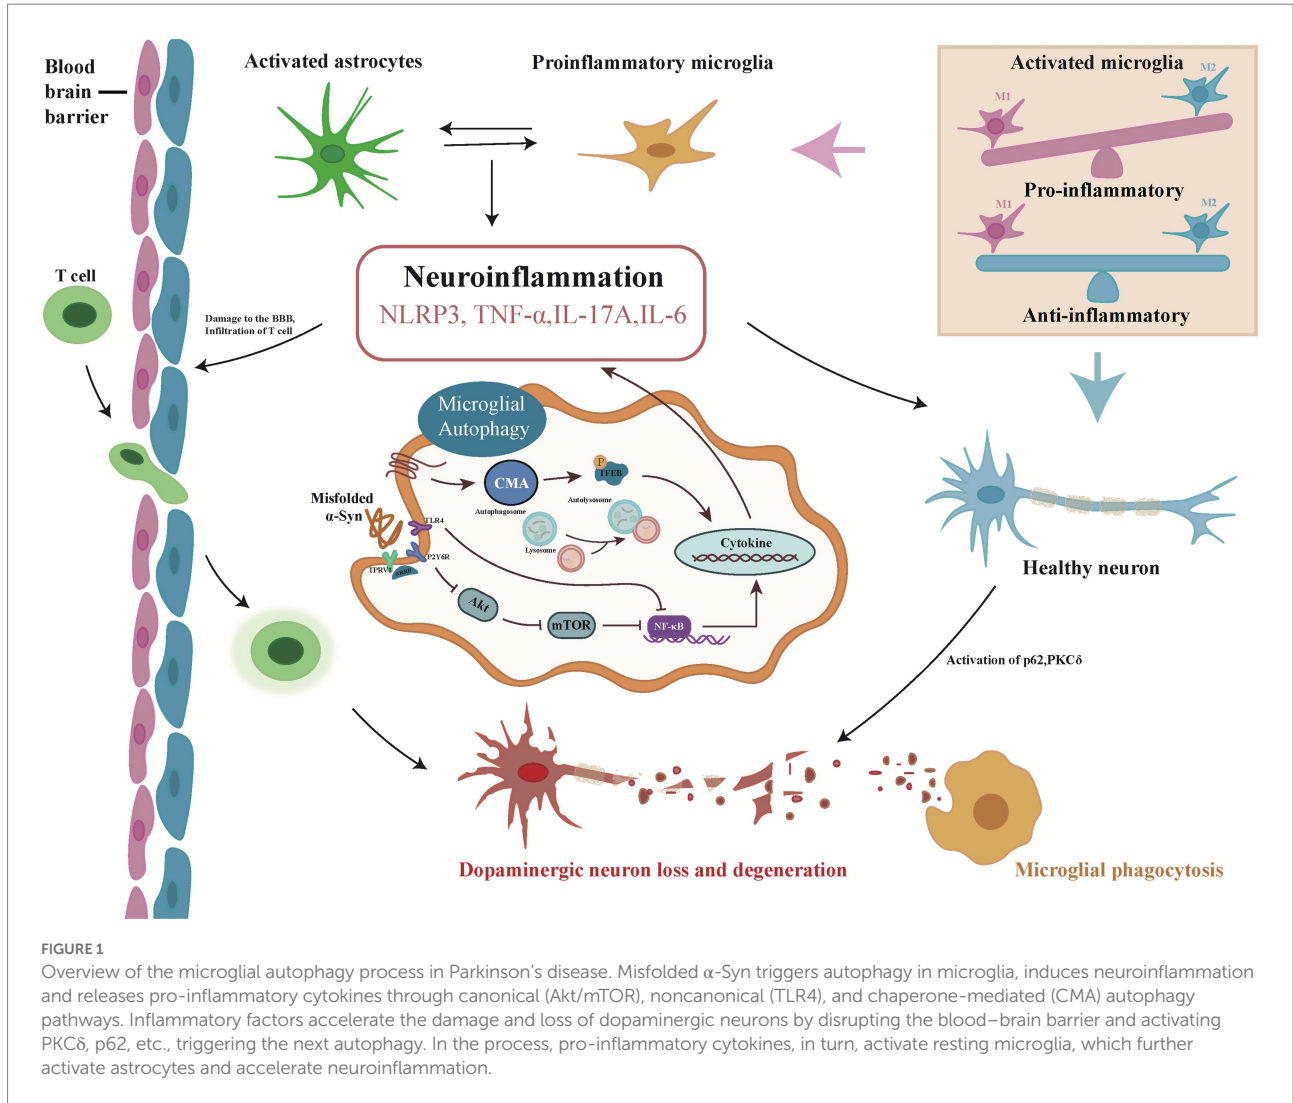 Blood
brain
barrier
Activated astrocytes
Proinflammatory microglia
Activated microglia
M1
M2
Pro-inflammatory
M1
M2
Anti-inflammatory
T cell
Damage to the BBB,
Infiltration of T cell
Neuroinflammation
NLRP3, TNF-α,IL-17A,IL-6
Microglial
Autophagy
CMA
P
TFEB
Autophagosome
Autolysosome
Lysosome
Misfolded
α-Syn
TLR4
P2Y6R
Cytokine
Akt
mTOR
NF-κB
Healthy neuron
Activation of p62,PKCδ
Dopaminergic neuron loss and degeneration
Microglial phagocytosis
FIGURE 1
Overview of the microglial autophagy process in Parkinson's disease. Misfolded α-Syn triggers autophagy in microglia, induces neuroinflammation
and releases pro-inflammatory cytokines through canonical (Akt/mTOR), noncanonical (TLR4), and chaperone-mediated (CMA) autophagy
pathways. Inflammatory factors accelerate the damage and loss of dopaminergic neurons by disrupting the blood–brain barrier and activating
PKCδ, p62, etc., triggering the next autophagy. In the process, pro-inflammatory cytokines, in turn, activate resting microglia, which further
activate astrocytes and accelerate neuroinflammation.